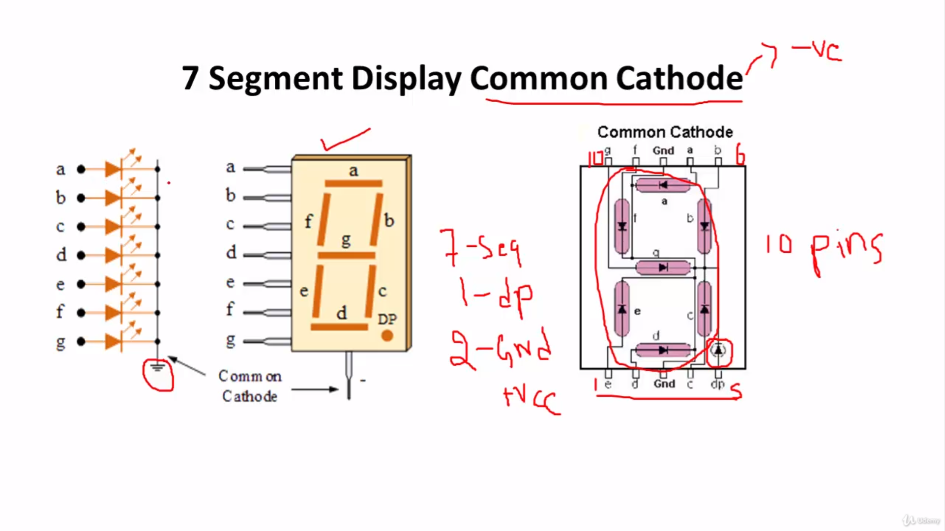 7 Segment Display Common Cathode
-VC
a
b
c
d
e
f
g
Common
Cathode
a
b
c
d
e
f
g
a
f
b
g
e
c
d
DP
-
7-Seg
1-dp
2-Gnd
+VCC
Common Cathode
10 g f Gnd a b 6
a
f
b
g
e
c
d
1 e d Gnd c dp 5
10 pins
Udemy